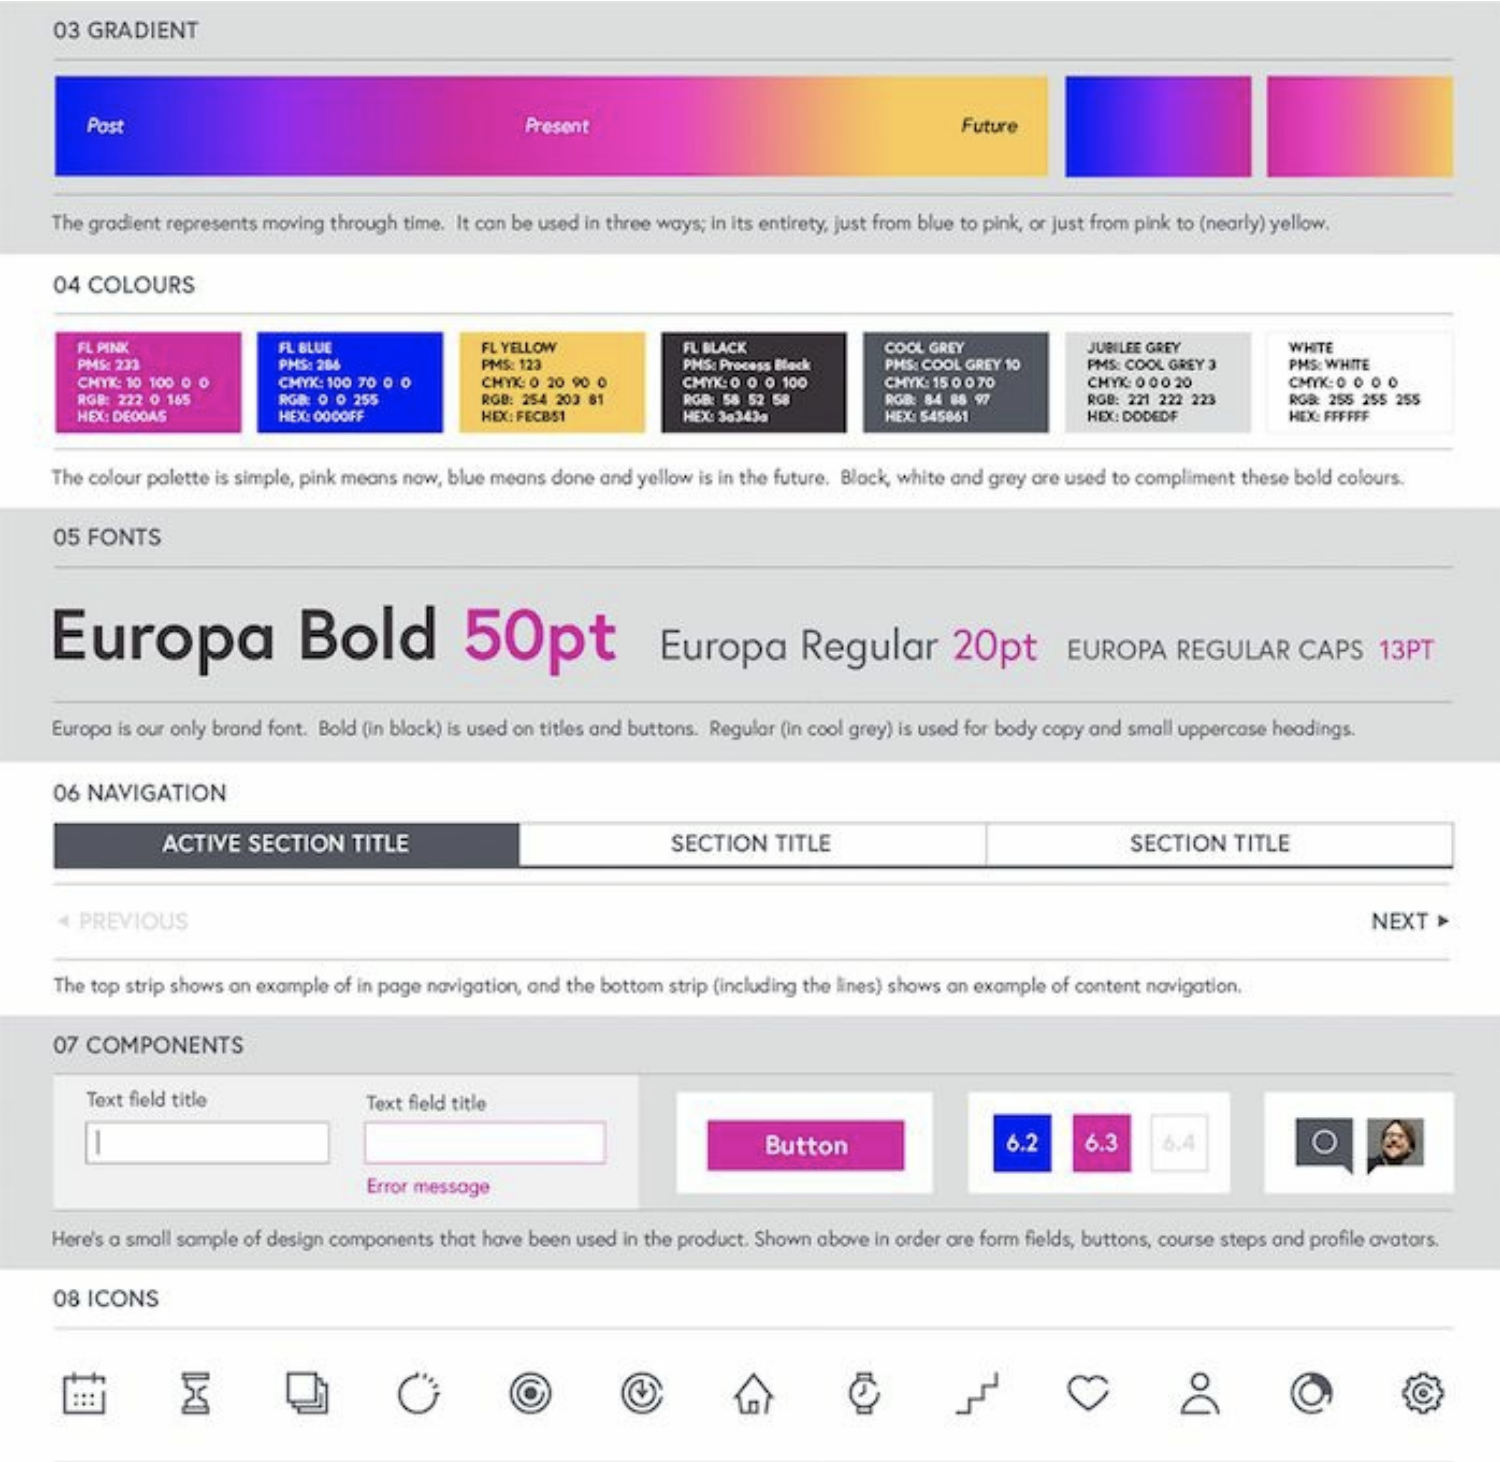 03 GRADIENT
Past Present Future
The gradient represents moving through time. It can be used in three ways; in its entirety, just from blue to pink, or just from pink to (nearly) yellow.
04 COLOURS
FL PINK
PMS: 233
CMYK: 10 100 0 0
RGB: 222 0 165
HEX: DE00A5
FL BLUE
PMS: 286
CMYK: 100 70 0 0
RGB: 0 0 255
HEX: 0000FF
FL YELLOW
PMS: 123
CMYK: 0 20 90 0
RGB: 254 203 81
HEX: FECB51
FL BLACK
PMS: Process Black
CMYK: 0 0 0 100
RGB: 58 52 58
HEX: 3a343a
COOL GREY
PMS: COOL GREY 10
CMYK: 15 0 0 70
RGB: 84 88 97
HEX: 545861
JUBILEE GREY
PMS: COOL GREY 3
CMYK: 0 0 0 20
RGB: 221 222 223
HEX: DDDEDF
WHITE
PMS: WHITE
CMYK: 0 0 0 0
RGB: 255 255 255
HEX: FFFFFF
The colour palette is simple, pink means now, blue means done and yellow is in the future. Black, white and grey are used to compliment these bold colours.
05 FONTS
Europa Bold 50pt Europa Regular 20pt EUROPA REGULAR CAPS 13PT
Europa is our only brand font. Bold (in black) is used on titles and buttons. Regular (in cool grey) is used for body copy and small uppercase headings.
06 NAVIGATION
ACTIVE SECTION TITLE SECTION TITLE SECTION TITLE
PREVIOUS NEXT
The top strip shows an example of in page navigation, and the bottom strip (including the lines) shows an example of content navigation.
07 COMPONENTS
Text field title Text field title
Button 6.2 6.3 6.4
Error message
Here's a small sample of design components that have been used in the product. Shown above in order are form fields, buttons, course steps and profile avatars.
08 ICONS